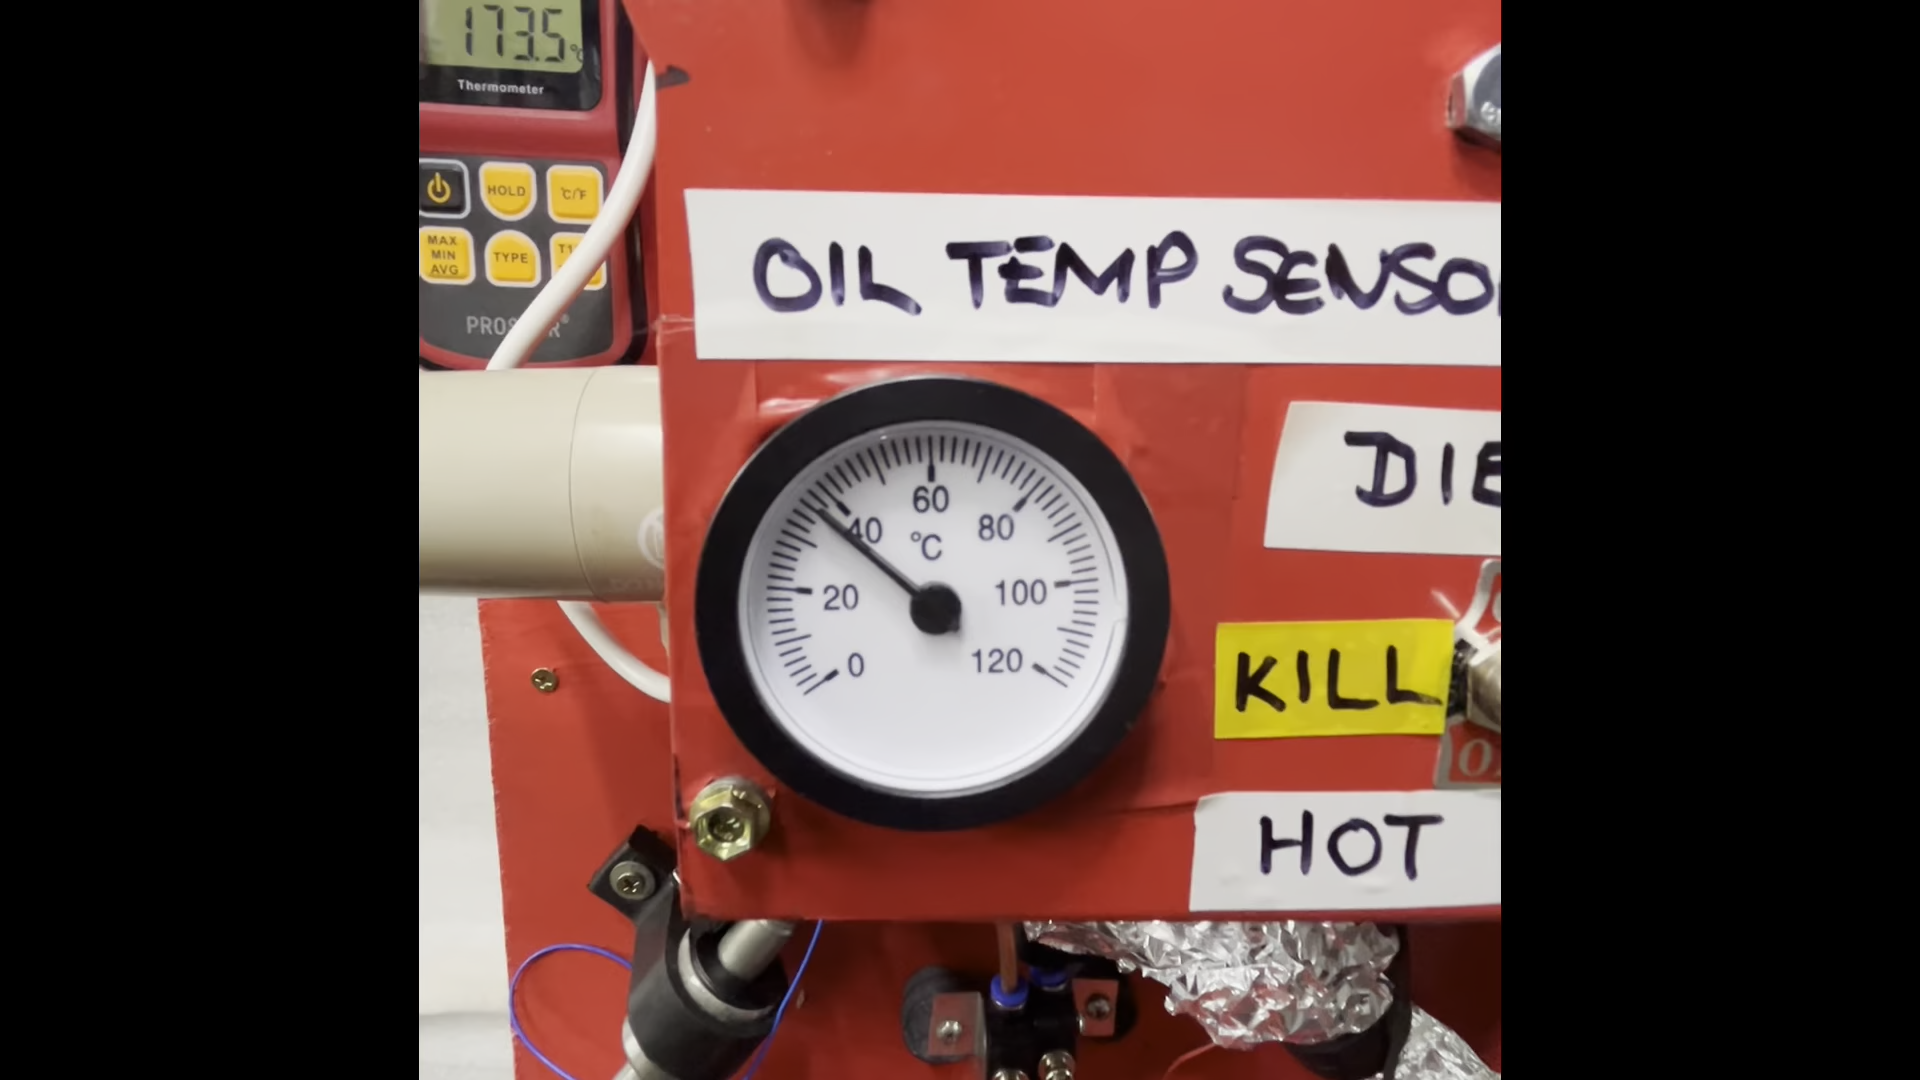 173.5°C
Thermometer
HOLD
°C/F
MAX
MIN
AVG
TYPE
OIL TEMP SENSO
DIE
60
40
80
°C
20
100
0
120
KILL
HOT